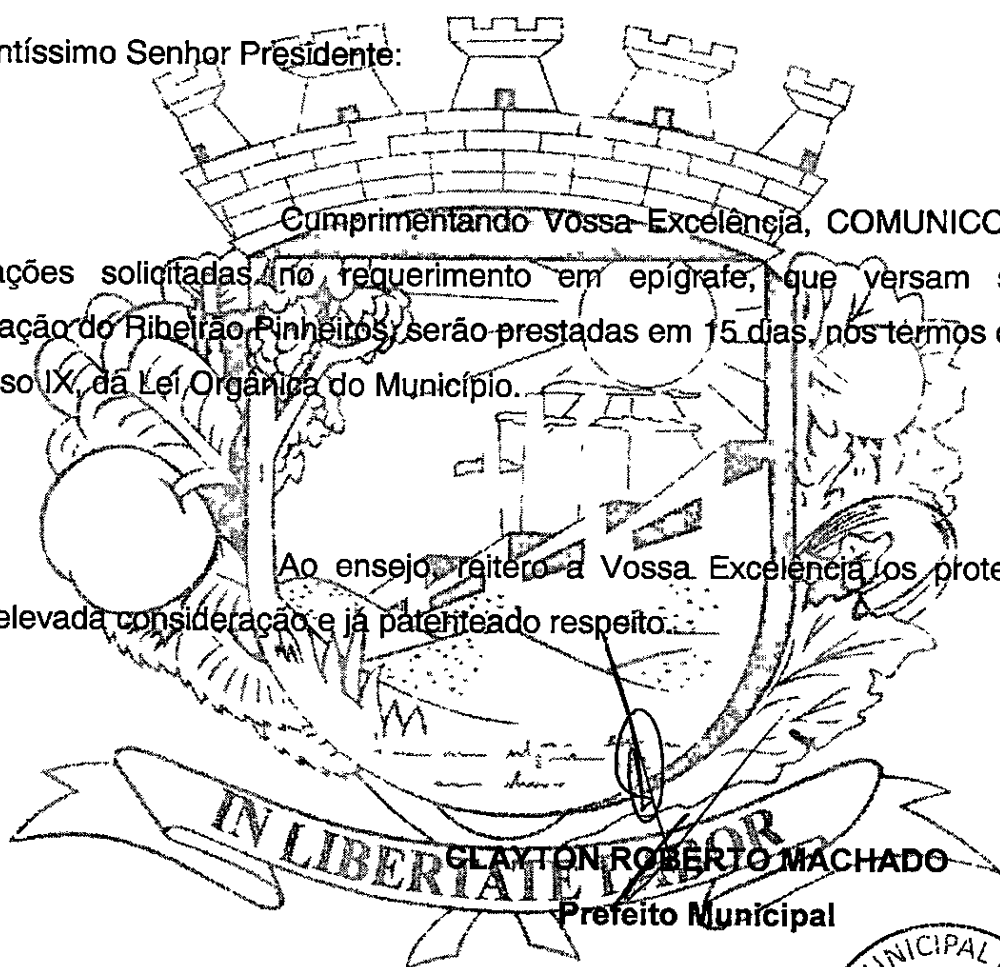 ntíssimo Senhor Presidente:
Cumprimentando Vossa Excelência, COMUNICO
ações solicitadas no requerimento em epígrafe, que versam s
ação do Ribeirão Pinheiros, serão prestadas em 15 dias, nos termos
so IX, da Lei Orgânica do Município.
Ao ensejo, reitero a Vossa Excelência os prote
elevada consideração e já patenteado respeito.
IN LIBERTATE LABOR
CLAYTON ROBERTO MACHADO
Prefeito Municipal
UNICIPAL